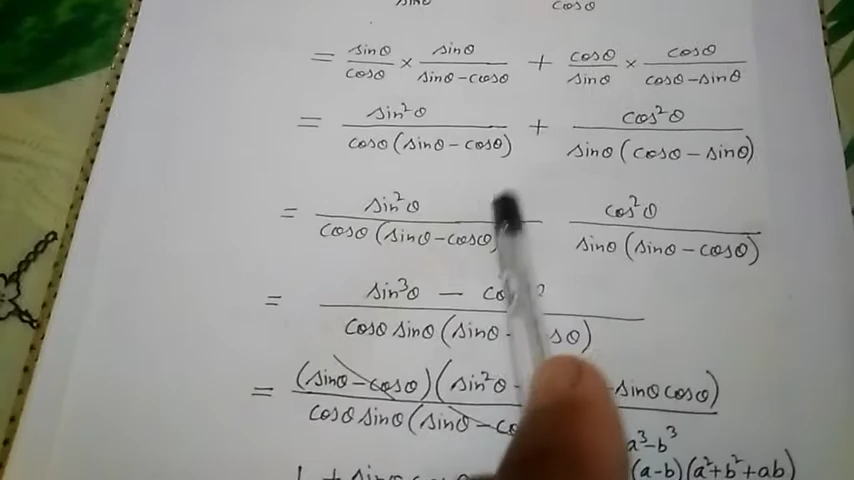 cosθ
= sinθ/cosθ × sinθ/(sinθ-cosθ) + cosθ/sinθ × cosθ/(cosθ-sinθ)
= sin²θ/cosθ(sinθ-cosθ) + cos²θ/sinθ(cosθ-sinθ)
= sin²θ/cosθ(sinθ-cosθ) cos²θ/sinθ(sinθ-cosθ)
= sin³θ - /cosθ sinθ(sinθ-
= (sinθ-cosθ)(sin²θ sinθcosθ)/cosθ sinθ(sinθ-
a³-b³
(a-b)(a²+b²+ab)